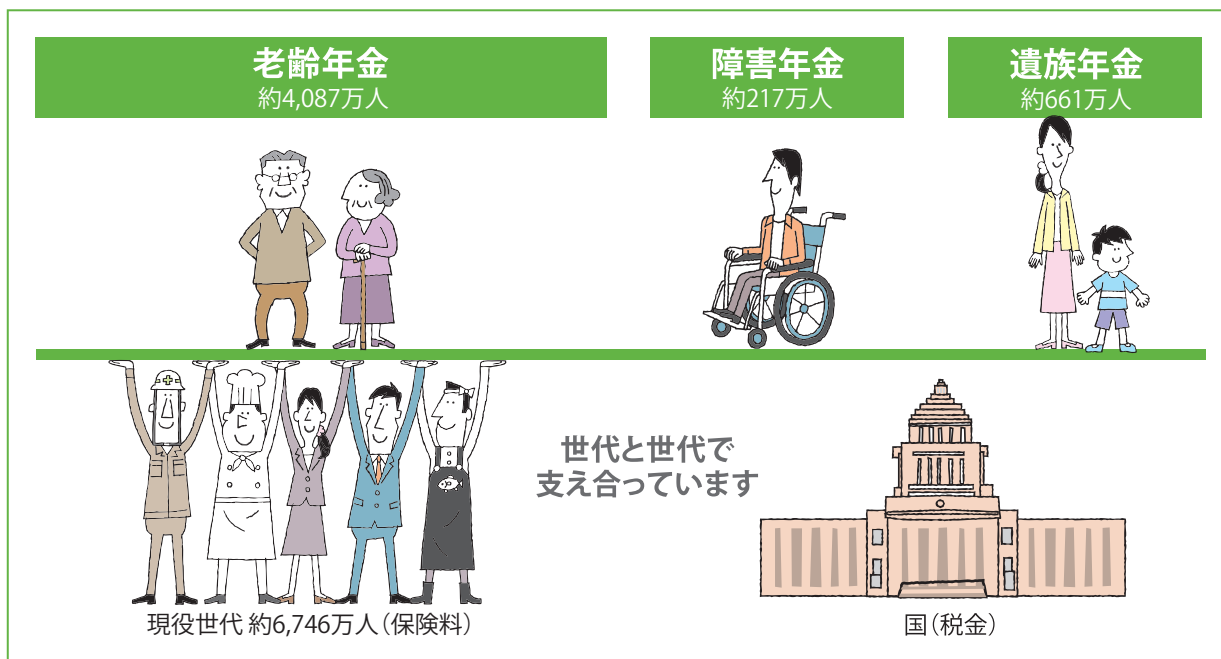 老齢年金
約4,087万人
障害年金
約217万人
遺族年金
約661万人
世代と世代で
支え合っています
現役世代 約6,746万人（保険料）
国（税金）